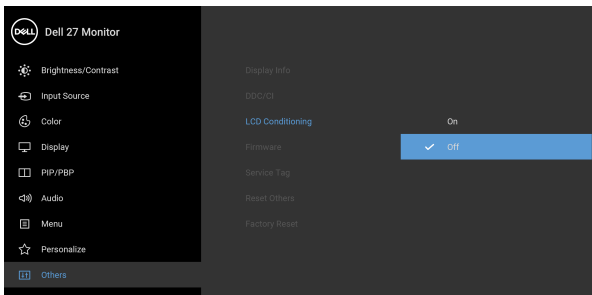 DELL Dell 27 Monitor
Brightness/Contrast
Display Info
Input Source
DDC/CI
Color
LCD Conditioning
On
Display
Firmware
Off
PIP/PBP
Service Tag
Audio
Reset Others
Menu
Factory Reset
Personalize
Others